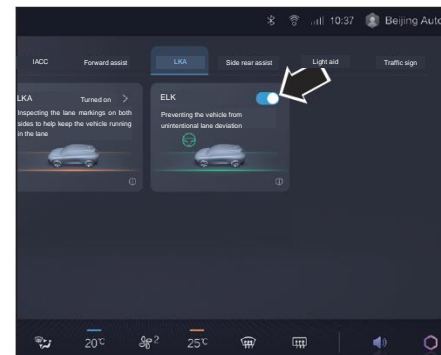 10:37 Beijing Auto
IACC Forward assist LKA Side rear assist Light aid Traffic sign
LKA Turned on >
Inspecting the lane markings on both
sides to help keep the vehicle running
in the lane
ELK
Preventing the vehicle from
unintentional lane deviation
20℃ 2 25℃